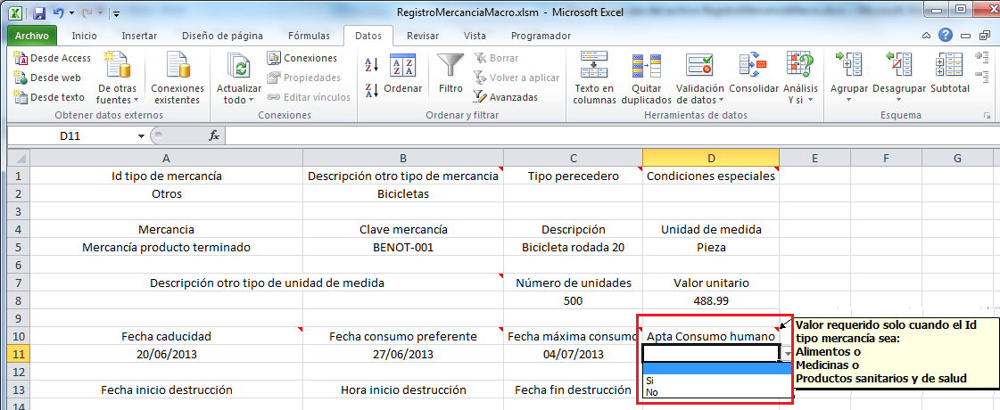 RegistroMercanciaMacro.xlsm - Microsoft Excel
Archivo Inicio Insertar Diseño de página Fórmulas Datos Revisar Vista Programador
Desde Access
Desde web
Desde texto
De otras fuentes
Conexiones existentes
Obtener datos externos
Actualizar todo
Conexiones
Propiedades
Editar vínculos
Conexiones
Ordenar
Filtro
Borrar
Volver a aplicar
Avanzadas
Ordenar y filtrar
Texto en columnas
Quitar duplicados
Validación de datos
Consolidar
Análisis Y si
Herramientas de datos
Agrupar
Desagrupar
Subtotal
Esquema
D11 fx
A B C D E F G
1 Id tipo de mercancía Descripción otro tipo de mercancia Tipo perecedero Condiciones especiales
2 Otros Bicicletas
3
4 Mercancia Clave mercancía Descripción Unidad de medida
5 Mercancía producto terminado BENOT-001 Bicicleta rodada 20 Pieza
6
7 Descripción otro tipo de unidad de medida Número de unidades Valor unitario
8 500 488.99
9
10 Fecha caducidad Fecha consumo preferente Fecha máxima consumo Apta Consumo humano
11 20/06/2013 27/06/2013 04/07/2013
12
13 Fecha inicio destrucción Hora inicio destrucción Fecha fin destrucción
Si
No
Valor requerido solo cuando el Id
tipo mercancía sea:
Alimentos o
Medicinas o
Productos sanitarios y de salud